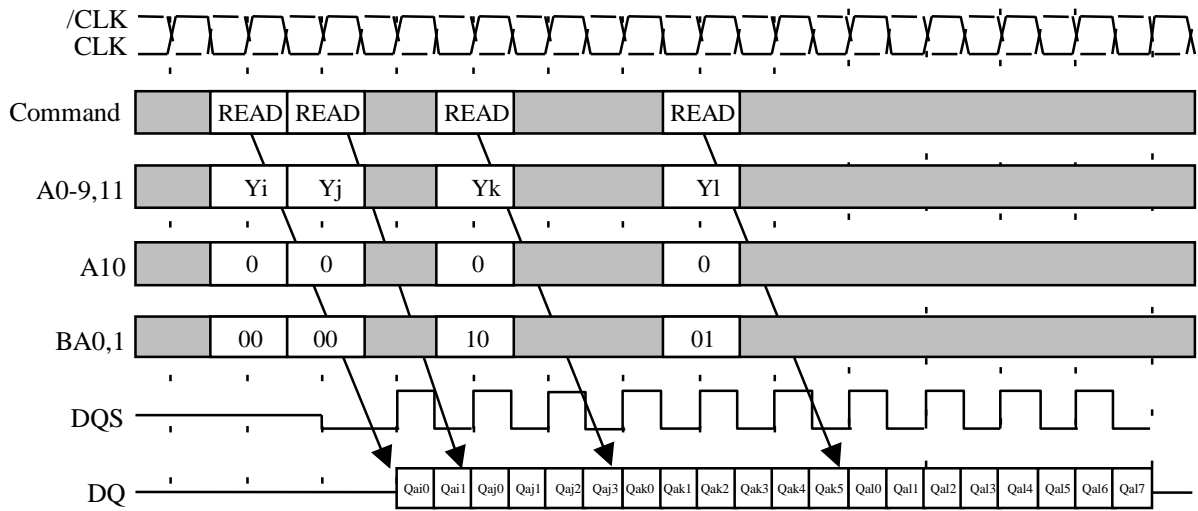 /CLK
CLK
Command READ READ READ READ
A0-9,11 Yi Yj Yk Yl
A10 0 0 0 0
BA0,1 00 00 10 01
DQS
DQ Qai0 Qai1 Qaj0 Qaj1 Qaj2 Qaj3 Qak0 Qak1 Qak2 Qak3 Qak4 Qak5 Qal0 Qal1 Qal2 Qal3 Qal4 Qal5 Qal6 Qal7